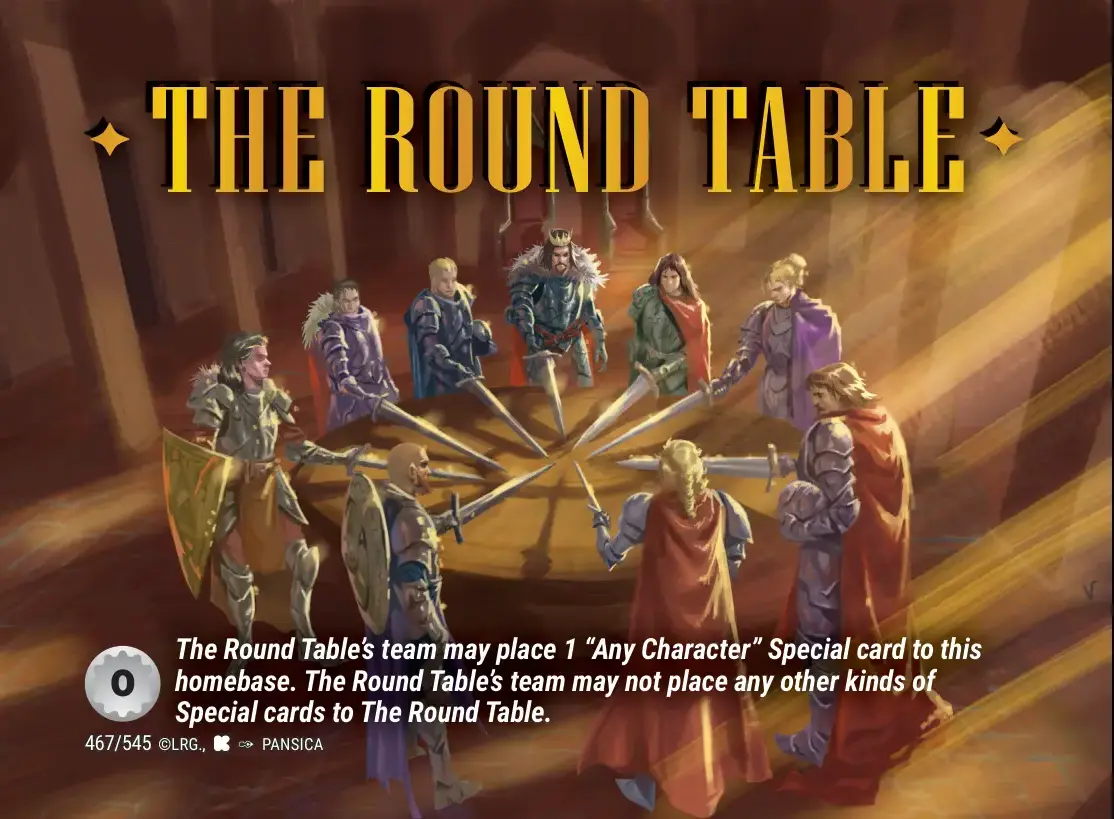 THE ROUND TABLE
The Round Table’s team may place 1 “Any Character” Special card to this
homebase. The Round Table’s team may not place any other kinds of
Special cards to The Round Table.
0
467/545 ©LRG., PANSICA